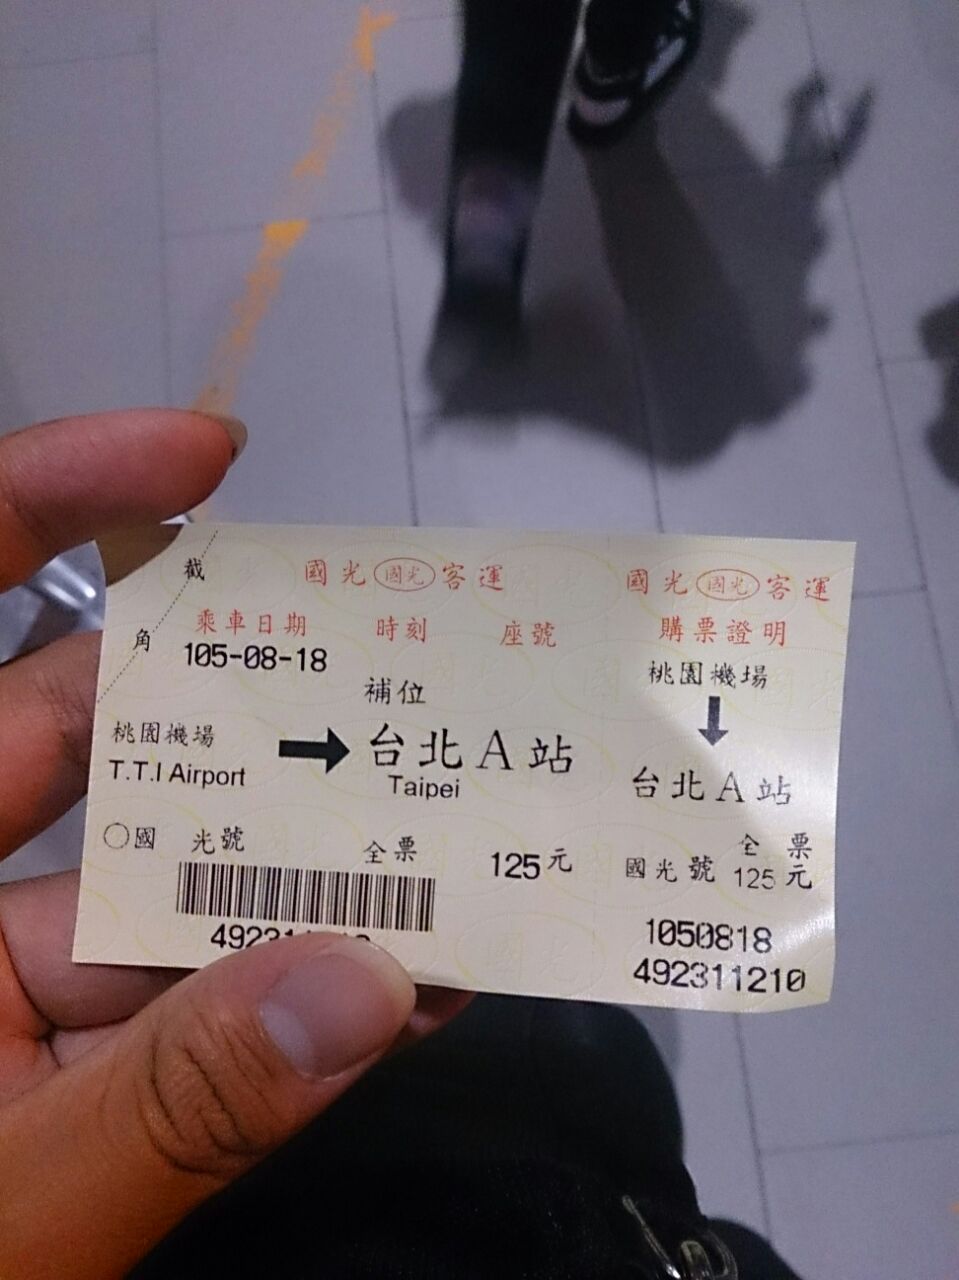 截
角
國光 國光 客運
乘車日期 時刻 座號
105-08-18
補位
桃園機場
T.T.I Airport
台北A站
Taipei
○國 光號 全票 125元
國光 國光 客運
購票證明
桃園機場
台北A站
國光號 全票
125元
1050818
492311210